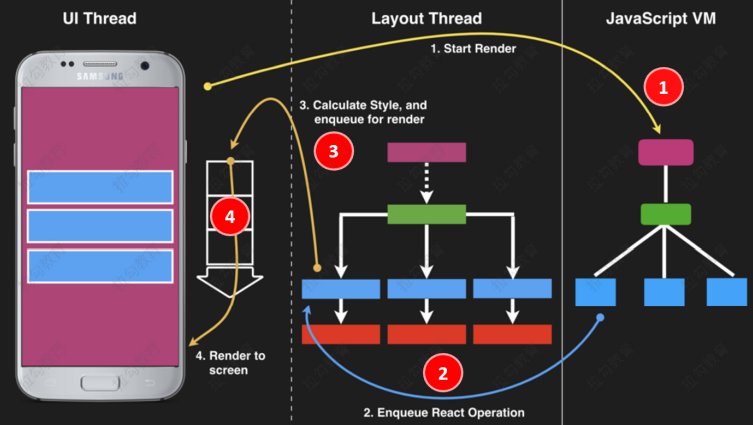 UI Thread
Layout Thread
JavaScript VM
1. Start Render
1
SAMSUNG
3. Calculate Style, and
enqueue for render
3
4
4. Render to
screen
2
2. Enqueue React Operation